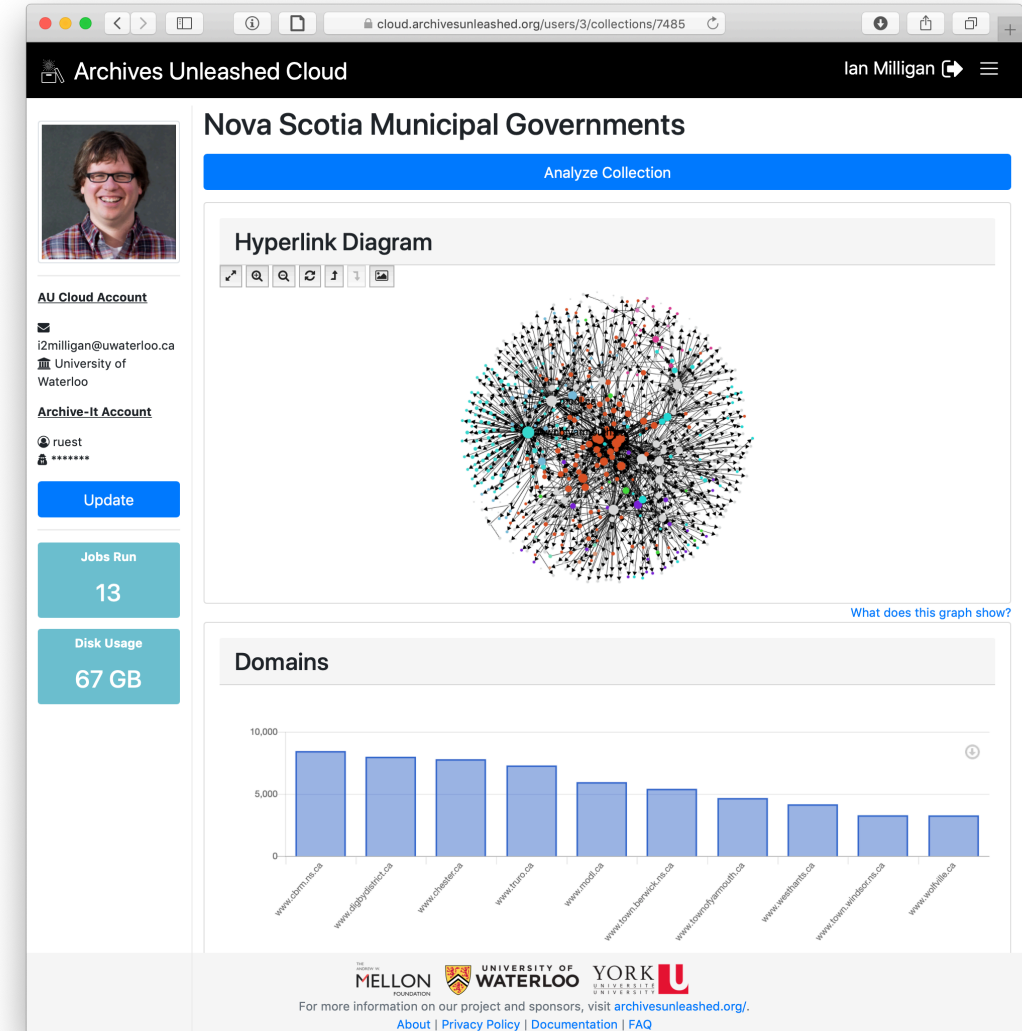 cloud.archivesunleashed.org/users/3/collections/7485
Archives Unleashed Cloud
Ian Milligan
Nova Scotia Municipal Governments
Analyze Collection
Hyperlink Diagram
AU Cloud Account
i2milligan@uwaterloo.ca
University of
Waterloo
Archive-It Account
ruest
*******
Update
Jobs Run
13
Disk Usage
67 GB
What does this graph show?
Domains
10,000
5,000
0
www.cbrm.ns.ca
www.digbydistrict.ca
www.chester.ca
www.truro.ca
www.modl.ca
www.town.berwick.ns.ca
www.townofyarmouth.ca
www.westhants.ca
www.town.windsor.ns.ca
www.wolfville.ca
THE
ANDREW W.
MELLON
FOUNDATION
UNIVERSITY OF
WATERLOO
YORK
UNIVERSITÉ
UNIVERSITY
U
For more information on our project and sponsors, visit archivesunleashed.org/.
About | Privacy Policy | Documentation | FAQ